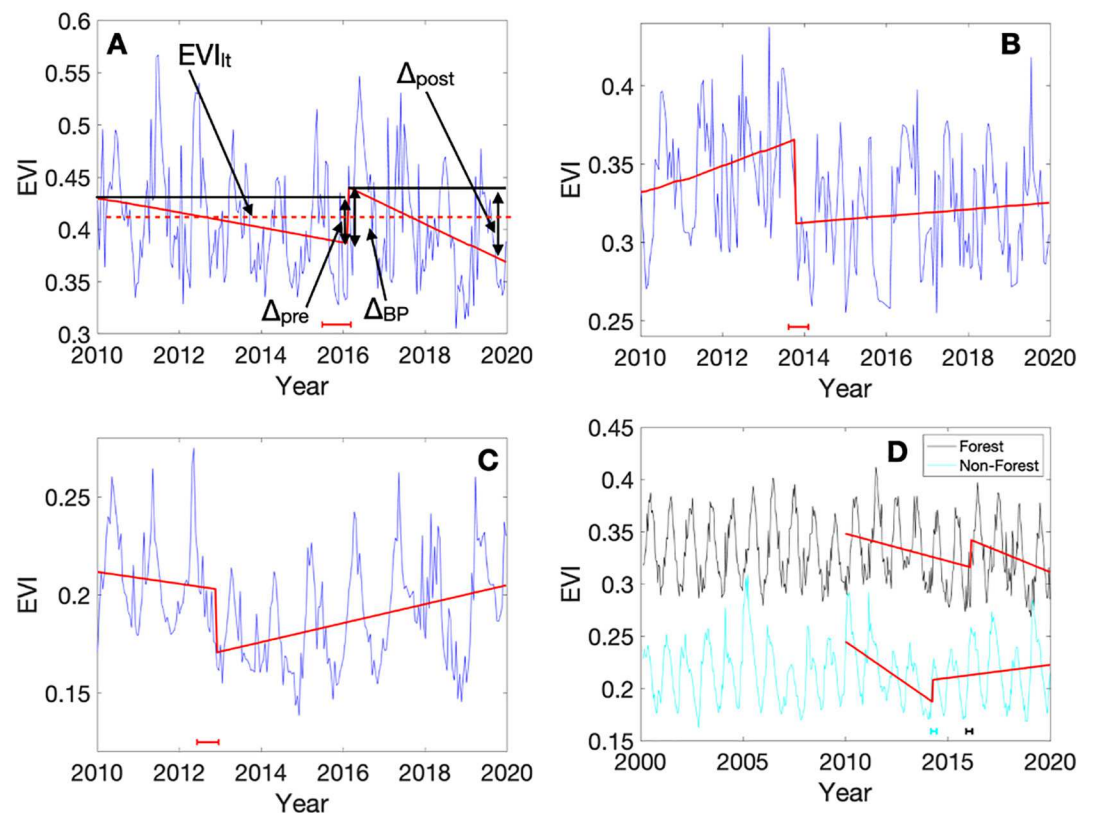 A
EVIlt
Δpost
Δpre
ΔBP
EVI
0.6
0.55
0.5
0.45
0.4
0.35
0.3
2010 2012 2014 2016 2018 2020
Year
B
EVI
0.4
0.35
0.3
0.25
2010 2012 2014 2016 2018 2020
Year
C
EVI
0.25
0.2
0.15
2010 2012 2014 2016 2018 2020
Year
D
Forest
Non-Forest
EVI
0.45
0.4
0.35
0.3
0.25
0.2
0.15
2000 2005 2010 2015 2020
Year